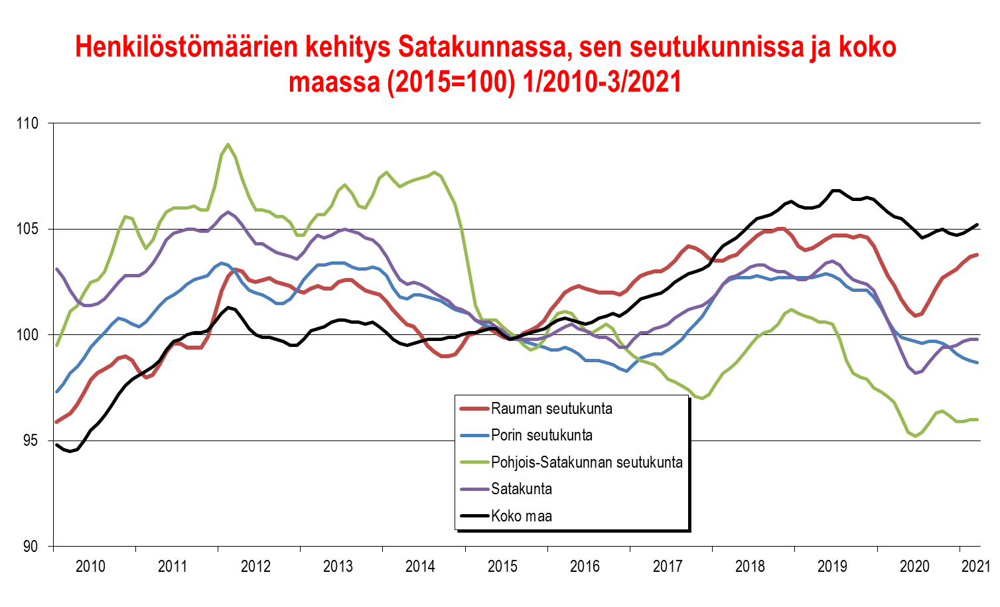 Henkilöstömäärien kehitys Satakunnassa, sen seutukunnissa ja koko
maassa (2015=100) 1/2010-3/2021
110
105
100
95
90
Rauman seutukunta
Porin seutukunta
Pohjois-Satakunnan seutukunta
Satakunta
Koko maa
2010 2011 2012 2013 2014 2015 2016 2017 2018 2019 2020 2021